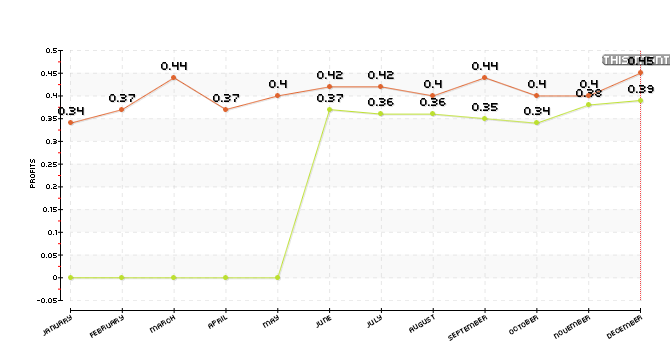 0.5
0.45
0.4
0.35
0.3
0.25
0.2
0.15
0.1
0.05
0
-0.05
PROFITS
0.34
0.37
0.44
0.37
0.4
0.42
0.42
0.4
0.44
0.4
0.4
0.45
0.37
0.36
0.36
0.35
0.34
0.38
0.39
JANUARY
FEBRUARY
MARCH
APRIL
MAY
JUNE
JULY
AUGUST
SEPTEMBER
OCTOBER
NOVEMBER
DECEMBER